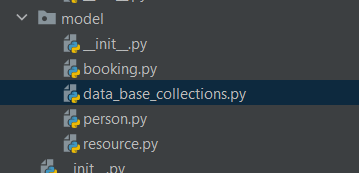 model
__init__.py
booking.py
data_base_collections.py
person.py
resource.py
__init__.py